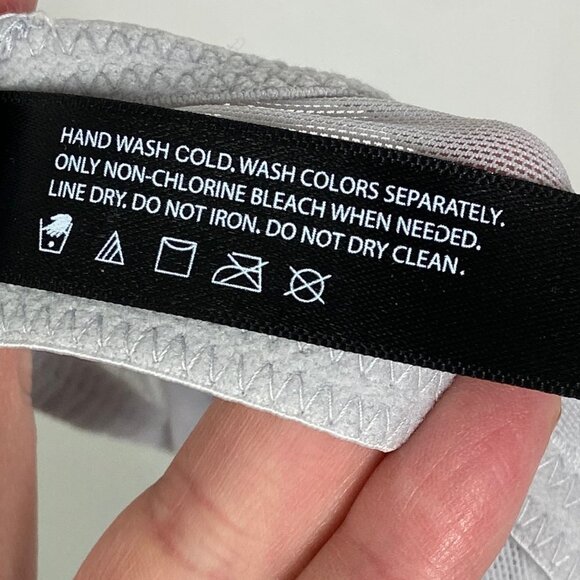 HAND WASH COLD. WASH COLORS SEPARATELY.
ONLY NON-CHLORINE BLEACH WHEN NEEDED.
LINE DRY. DO NOT IRON. DO NOT DRY CLEAN.